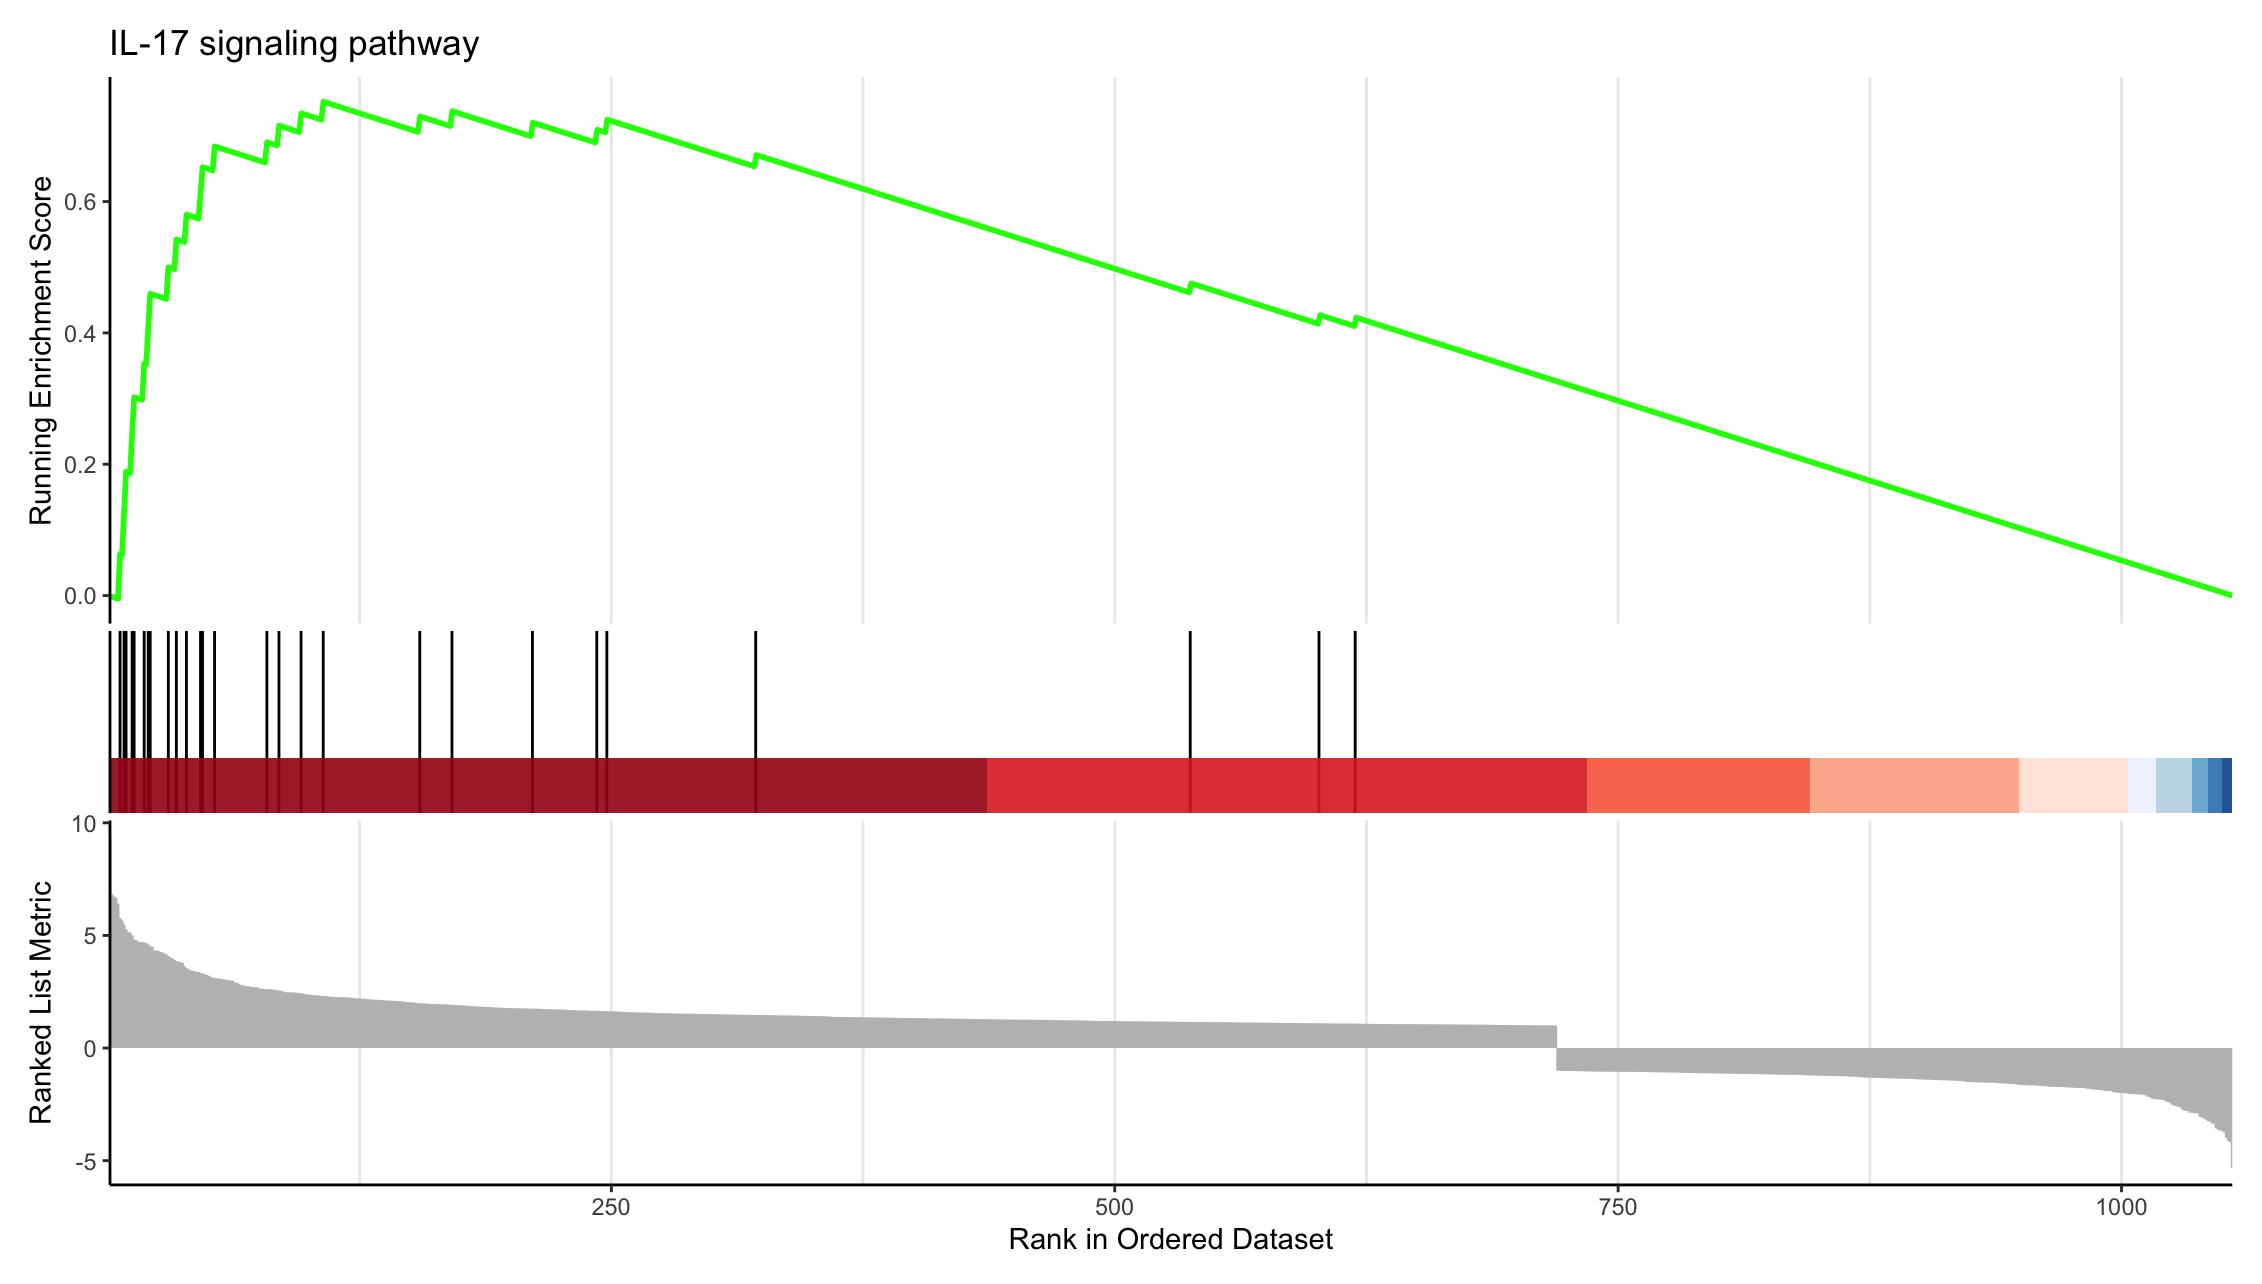 IL-17 signaling pathway
Running Enrichment Score
0.6
0.4
0.2
0.0
Ranked List Metric
10
5
0
-5
250 500 750 1000
Rank in Ordered Dataset